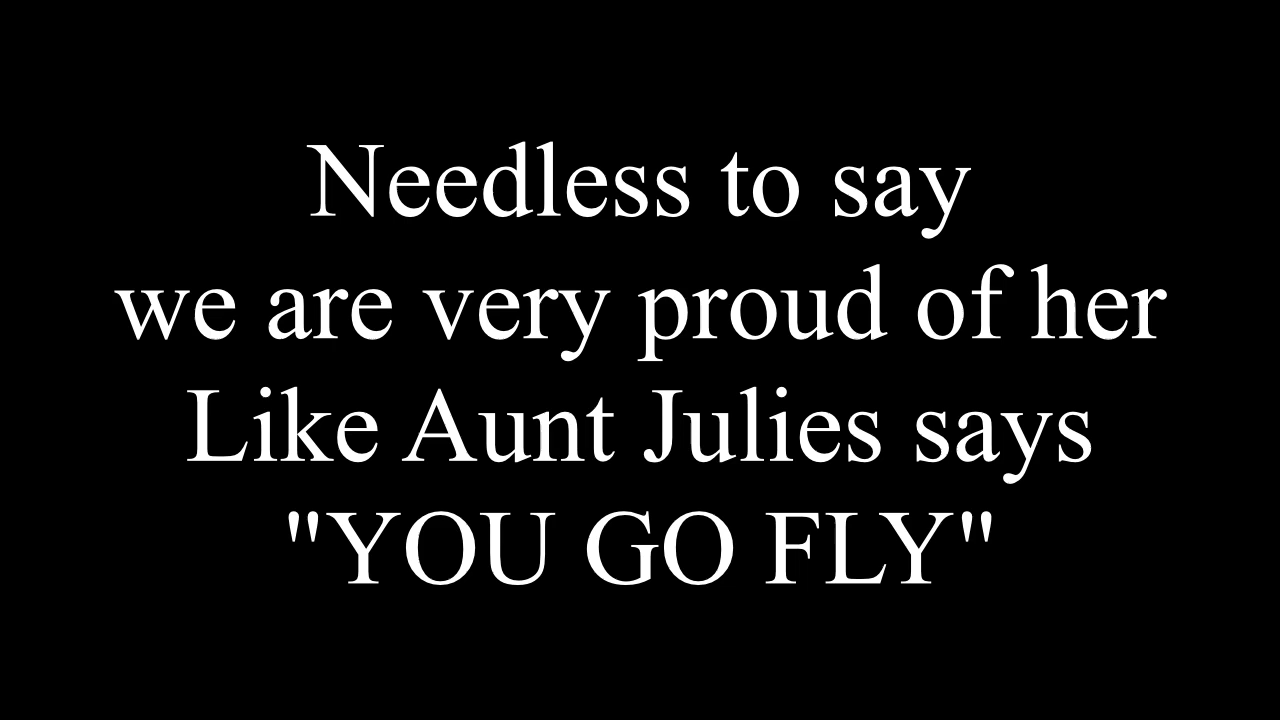 Needless to say
we are very proud of her
Like Aunt Julies says
"YOU GO FLY"